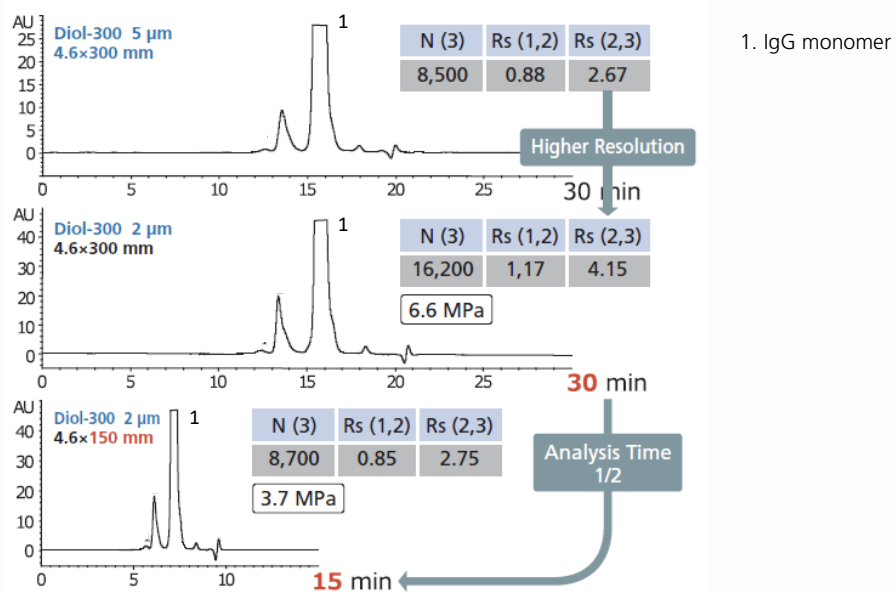 AU
Diol-300 5 µm
4.6×300 mm
1
25
20
15
10
5
0
0 5 10 15 20 25 30 min
N (3) Rs (1,2) Rs (2,3)
8,500 0.88 2.67
1. IgG monomer
Higher Resolution
AU
Diol-300 2 µm
4.6×300 mm
1
40
30
20
10
0
0 5 10 15 20 25
30 min
N (3) Rs (1,2) Rs (2,3)
16,200 1,17 4.15
6.6 MPa
AU
Diol-300 2 µm
4.6×150 mm
1
40
30
20
10
0
0 5 10
15 min
N (3) Rs (1,2) Rs (2,3)
8,700 0.85 2.75
3.7 MPa
Analysis Time
1/2